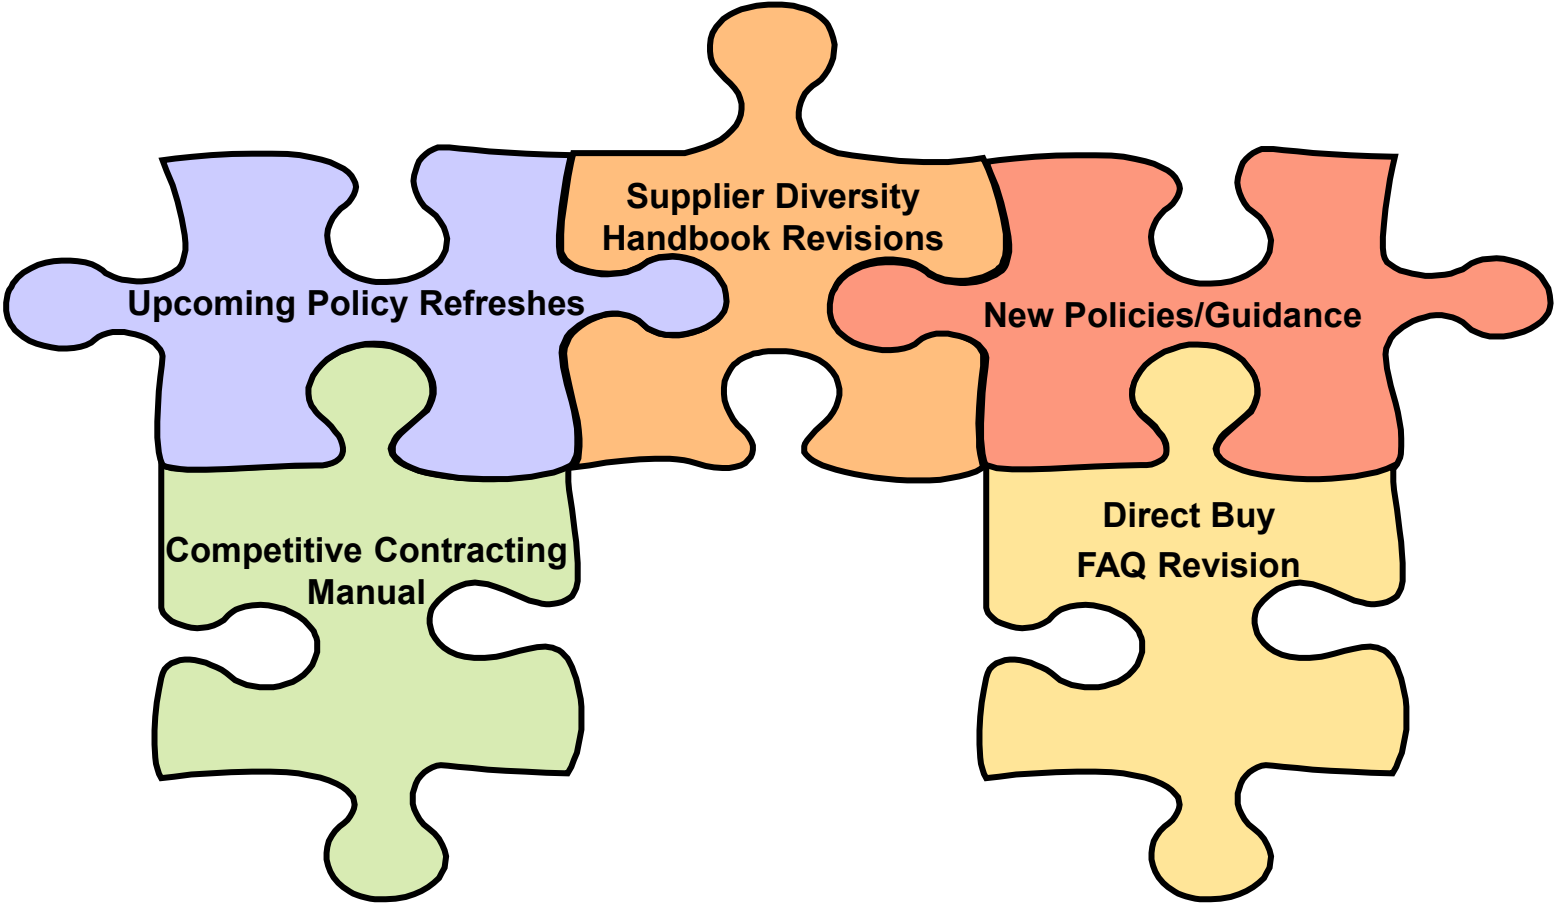 Supplier Diversity
Handbook Revisions
Upcoming Policy Refreshes
New Policies/Guidance
Competitive Contracting
Manual
Direct Buy
FAQ Revision